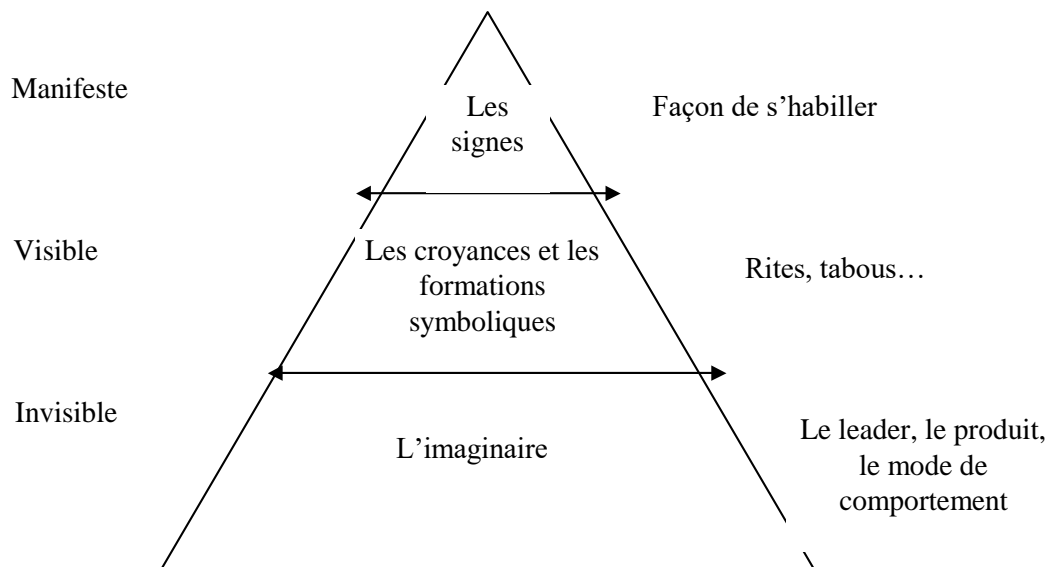 Manifeste
Les
signes
Façon de s’habiller
Visible
Les croyances et les
formations
symboliques
Rites, tabous…
Invisible
L’imaginaire
Le leader, le produit,
le mode de
comportement